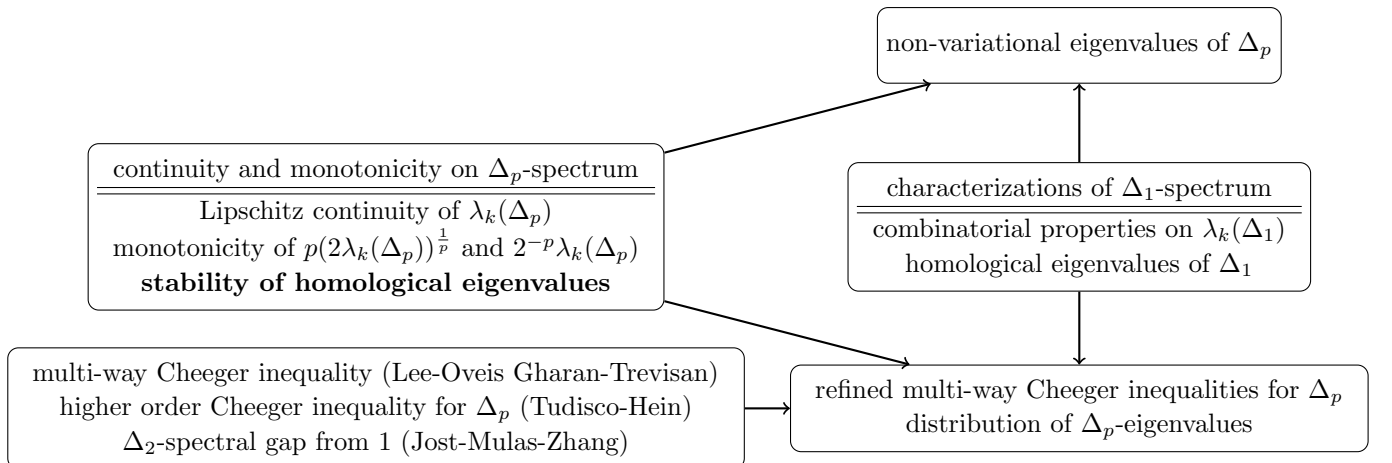 non-variational eigenvalues of Δ_p
continuity and monotonicity on Δ_p-spectrum
Lipschitz continuity of λ_k(Δ_p)
monotonicity of p(2λ_k(Δ_p))^{1/p} and 2^{-p}λ_k(Δ_p)
stability of homological eigenvalues
characterizations of Δ_1-spectrum
combinatorial properties on λ_k(Δ_1)
homological eigenvalues of Δ_1
multi-way Cheeger inequality (Lee-Oveis Gharan-Trevisan)
higher order Cheeger inequality for Δ_p (Tudisco-Hein)
Δ_2-spectral gap from 1 (Jost-Mulas-Zhang)
refined multi-way Cheeger inequalities for Δ_p
distribution of Δ_p-eigenvalues